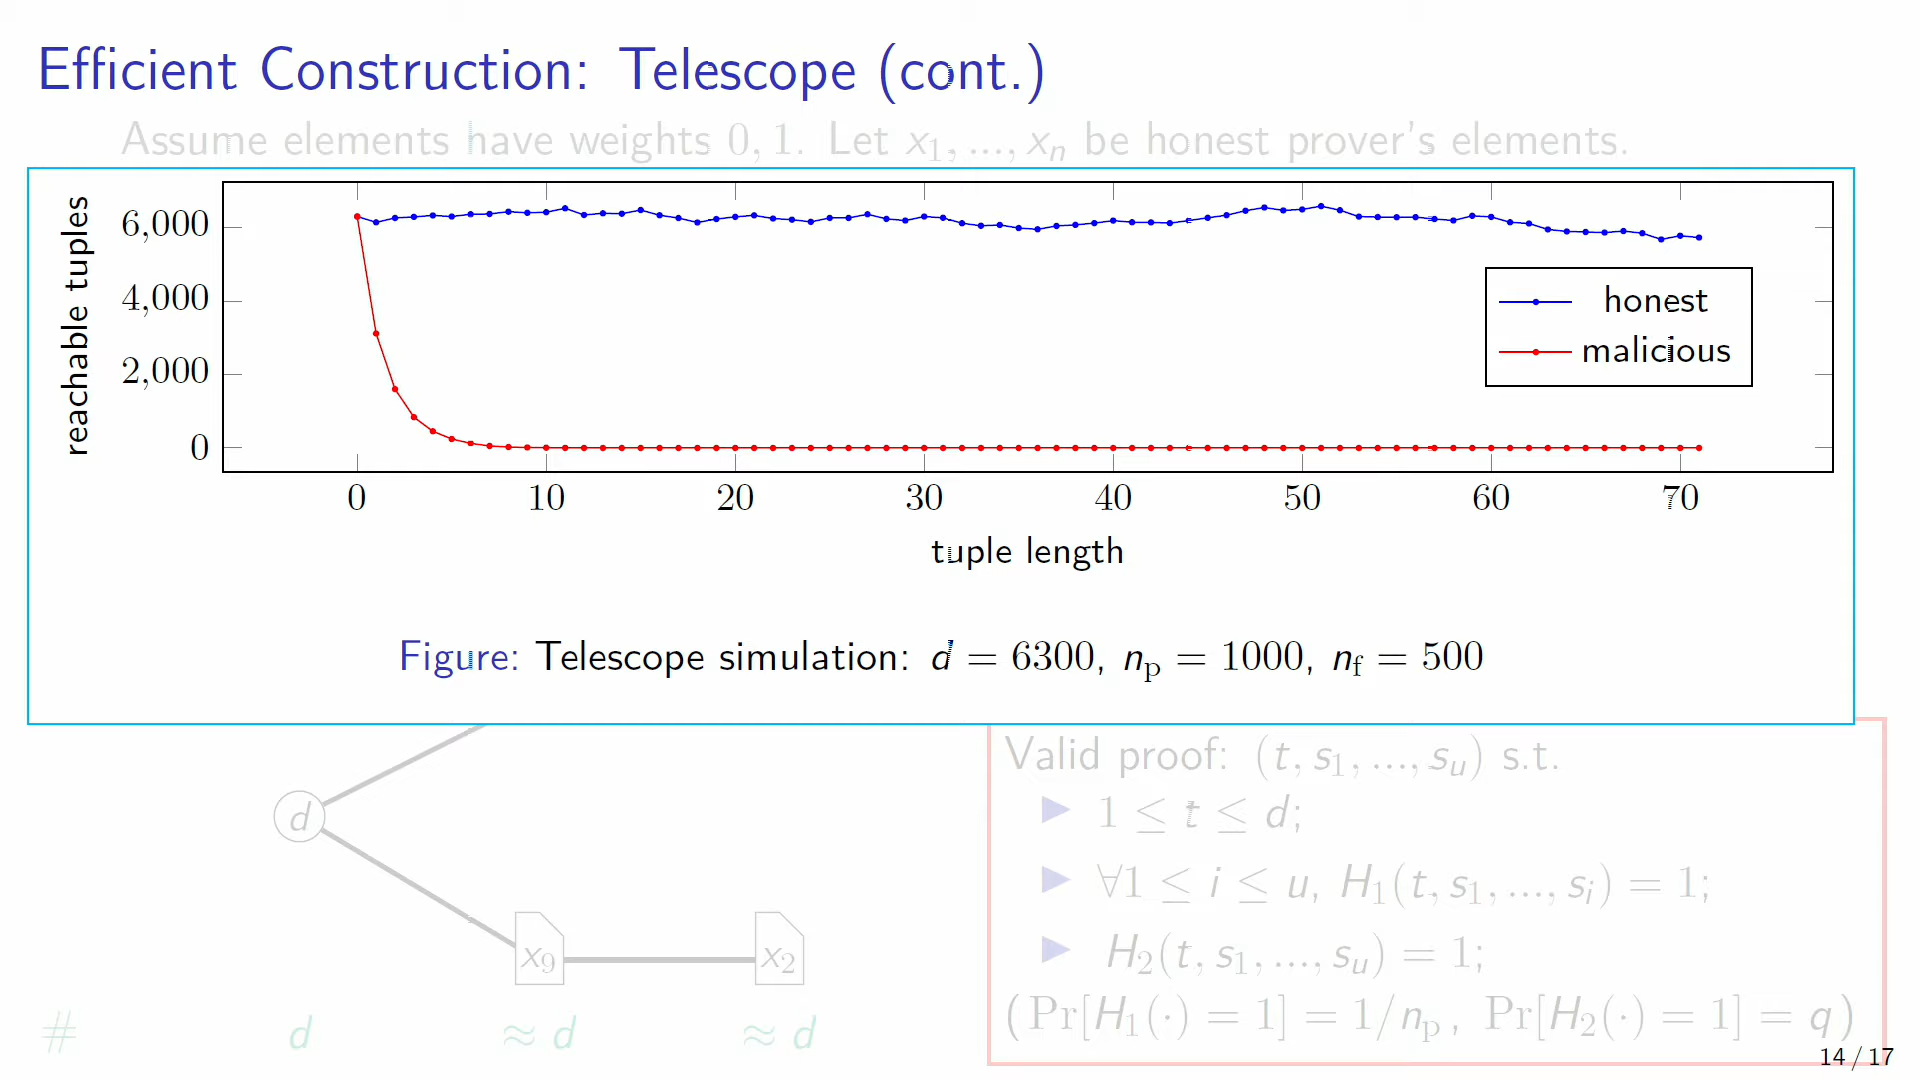 Efficient Construction: Telescope (cont.)
Assume elements have weights 0, 1. Let x₁, ..., xₙ be honest prover's elements.
reachable tuples
6,000
4,000
2,000
0
honest
malicious
0 10 20 30 40 50 60 70
tuple length
Figure: Telescope simulation: d = 6300, n_p = 1000, n_f = 500
d
x₉ x₂
# d ≈ d ≈ d
Valid proof: (t, s₁, ..., s_u) s.t.
▶ 1 ≤ t ≤ d;
▶ ∀1 ≤ i ≤ u, H₁(t, s₁, ..., s_i) = 1;
▶ H₂(t, s₁, ..., s_u) = 1;
(Pr[H₁(·) = 1] = 1/n_p, Pr[H₂(·) = 1] = q)
14 / 17